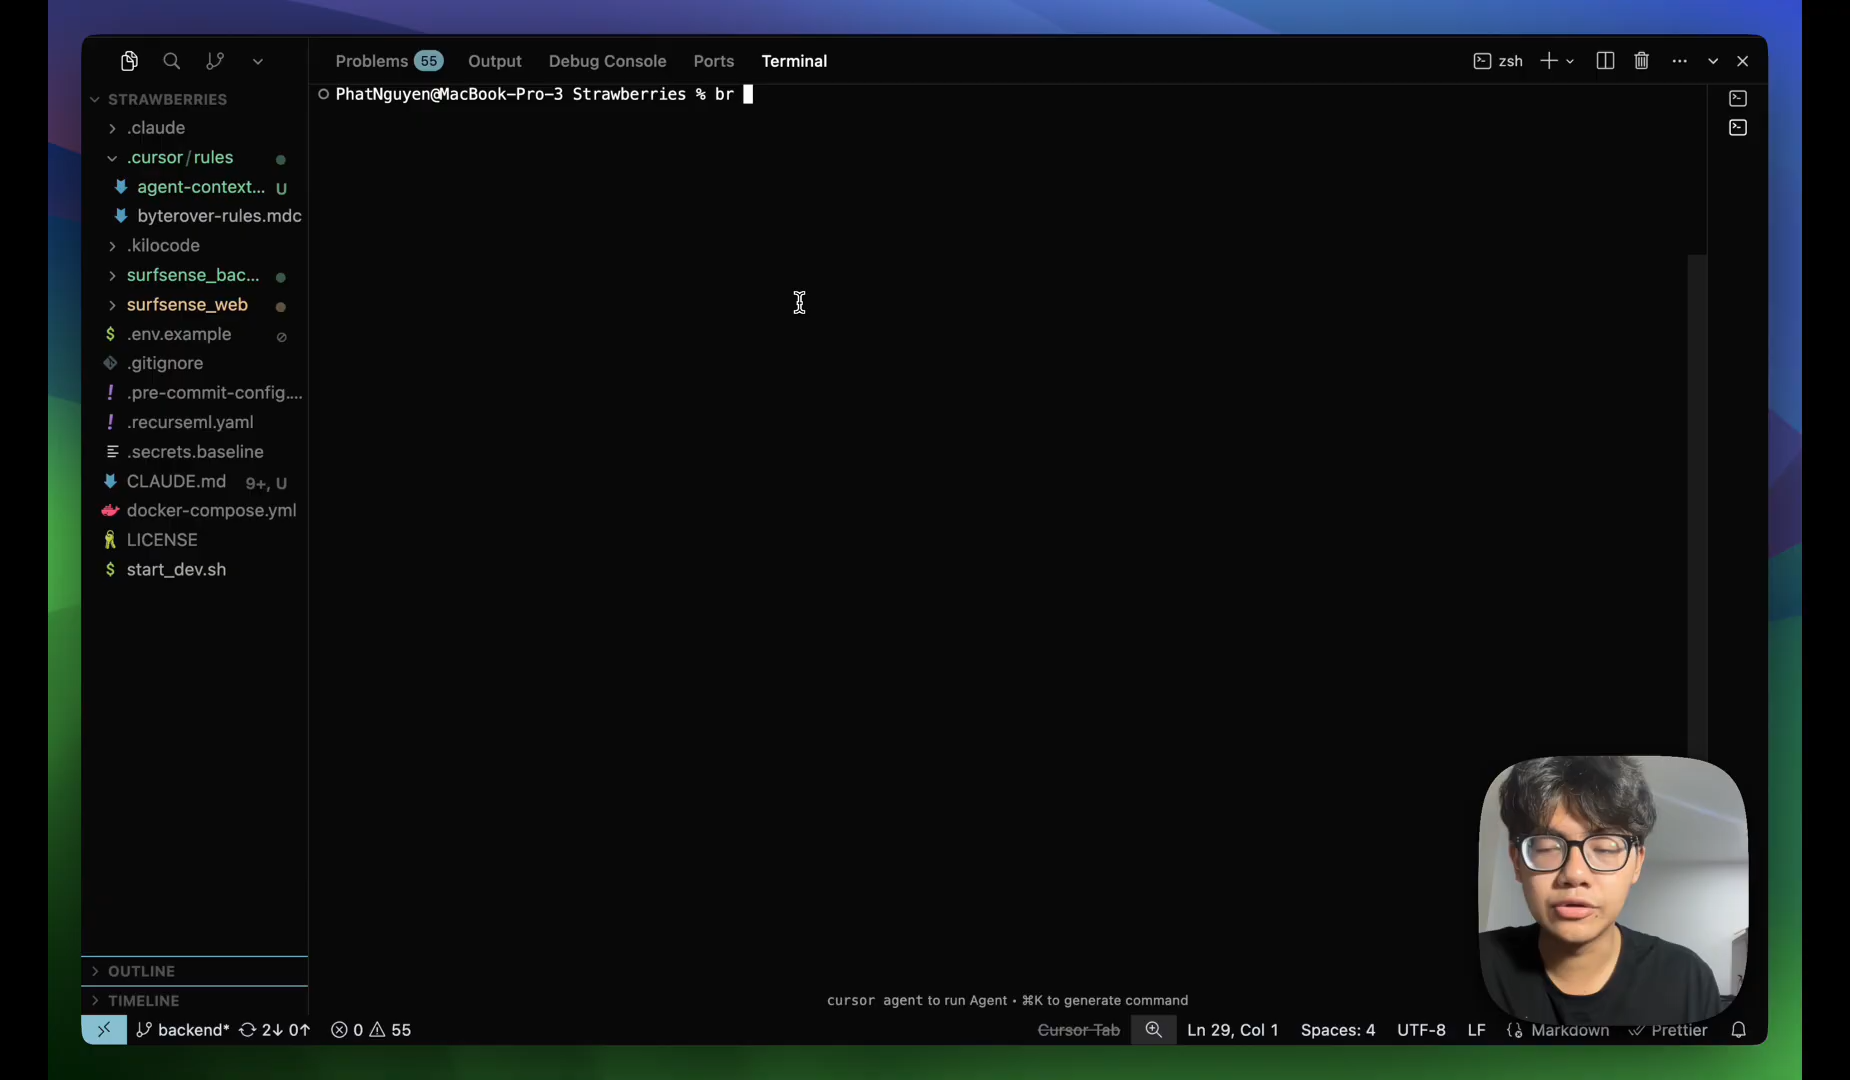 Problems 55 Output Debug Console Ports Terminal
zsh
STRAWBERRIES
PhatNguyen@MacBook-Pro-3 Strawberries % br
.claude
.cursor/rules
agent-context... U
byterover-rules.mdc
.kilocode
surfsense_bac...
surfsense_web
$ .env.example
.gitignore
! .pre-commit-config....
! .recurseml.yaml
.secrets.baseline
CLAUDE.md 9+, U
docker-compose.yml
LICENSE
$ start_dev.sh
OUTLINE
TIMELINE
cursor agent to run Agent • ⌘K to generate command
backend* 2↓ 0↑ 0 55 Cursor Tab Ln 29, Col 1 Spaces: 4 UTF-8 LF Markdown Prettier